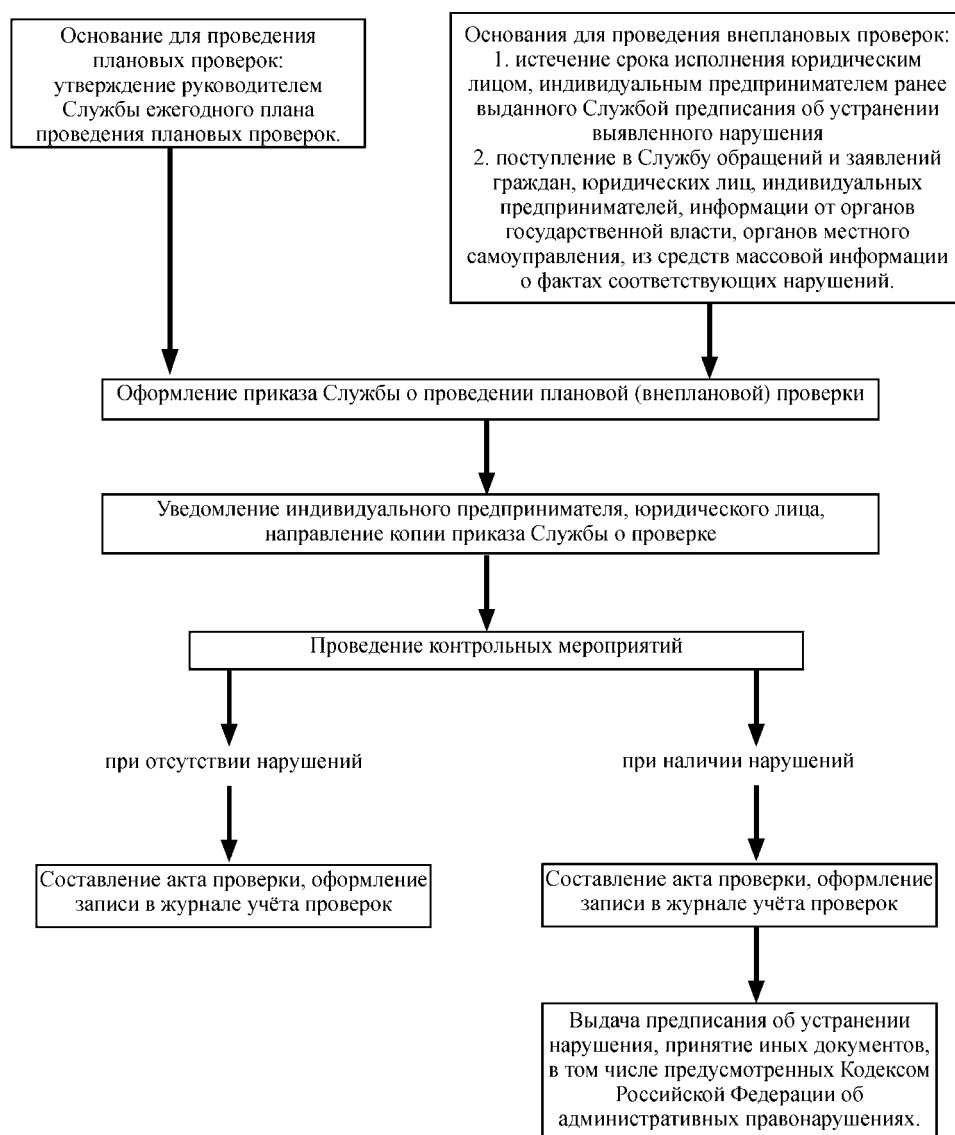 Основание для проведения
плановых проверок:
утверждение руководителем
Службы ежегодного плана
проведения плановых проверок.
Основания для проведения внеплановых проверок:
1. истечение срока исполнения юридическим
лицом, индивидуальным предпринимателем ранее
выданного Службой предписания об устранении
выявленного нарушения
2. поступление в Службу обращений и заявлений
граждан, юридических лиц, индивидуальных
предпринимателей, информации от органов
государственной власти, органов местного
самоуправления, из средств массовой информации
о фактах соответствующих нарушений.
Оформление приказа Службы о проведении плановой (внеплановой) проверки
Уведомление индивидуального предпринимателя, юридического лица,
направление копии приказа Службы о проверке
Проведение контрольных мероприятий
при отсутствии нарушений
при наличии нарушений
Составление акта проверки, оформление
записи в журнале учёта проверок
Составление акта проверки, оформление
записи в журнале учёта проверок
Выдача предписания об устранении
нарушения, принятие иных документов,
в том числе предусмотренных Кодексом
Российской Федерации об
административных правонарушениях.